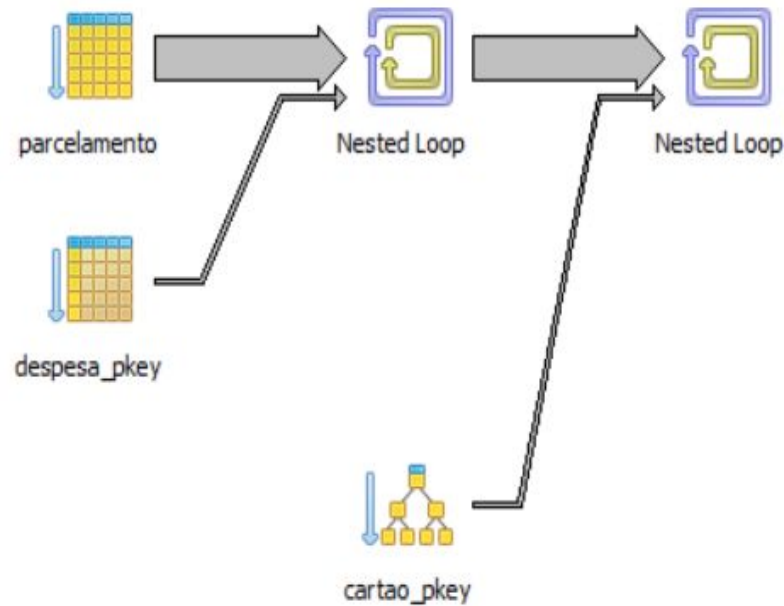 parcelamento
Nested Loop
Nested Loop
despesa_pkey
cartao_pkey